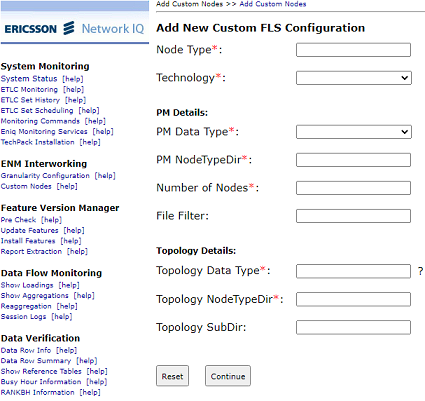 Add Custom Nodes >> Add Custom Nodes
ERICSSON Network IQ
System Monitoring
System Status [help]
ETLC Monitoring [help]
ETLC Set History [help]
ETLC Set Scheduling [help]
Monitoring Commands [help]
Eniq Monitoring Services [help]
TechPack Installation [help]
ENM Interworking
Granularity Configuration [help]
Custom Nodes [help]
Feature Version Manager
Pre Check [help]
Update Features [help]
Install Features [help]
Report Extraction [help]
Data Flow Monitoring
Show Loadings [help]
Show Aggregations [help]
Reaggregation [help]
Session Logs [help]
Data Verification
Data Row Info [help]
Data Row Summary [help]
Show Reference Tables [help]
Busy Hour Information [help]
RANKBH Information [help]
Add New Custom FLS Configuration
Node Type*:
Technology*:
PM Details:
PM Data Type*:
PM NodeTypeDir*:
Number of Nodes*:
File Filter:
Topology Details:
Topology Data Type*: ?
Topology NodeTypeDir*:
Topology SubDir:
Reset Continue